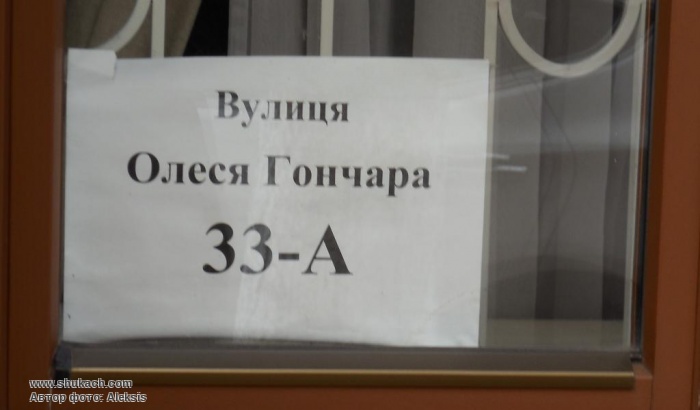 Вулиця
Олеся Гончара
33-А
www.shukach.com
Автор фото: Aleksis